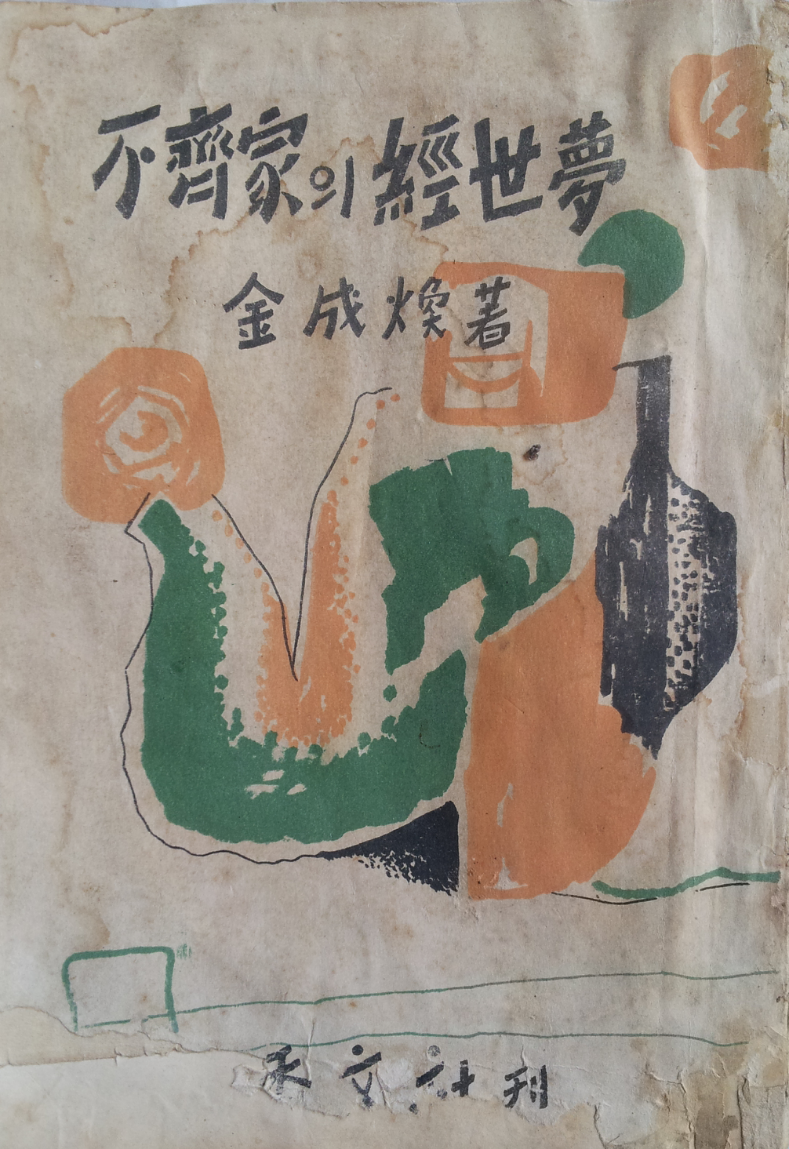 不齊家의 經世夢
金成煥 著
文社刊